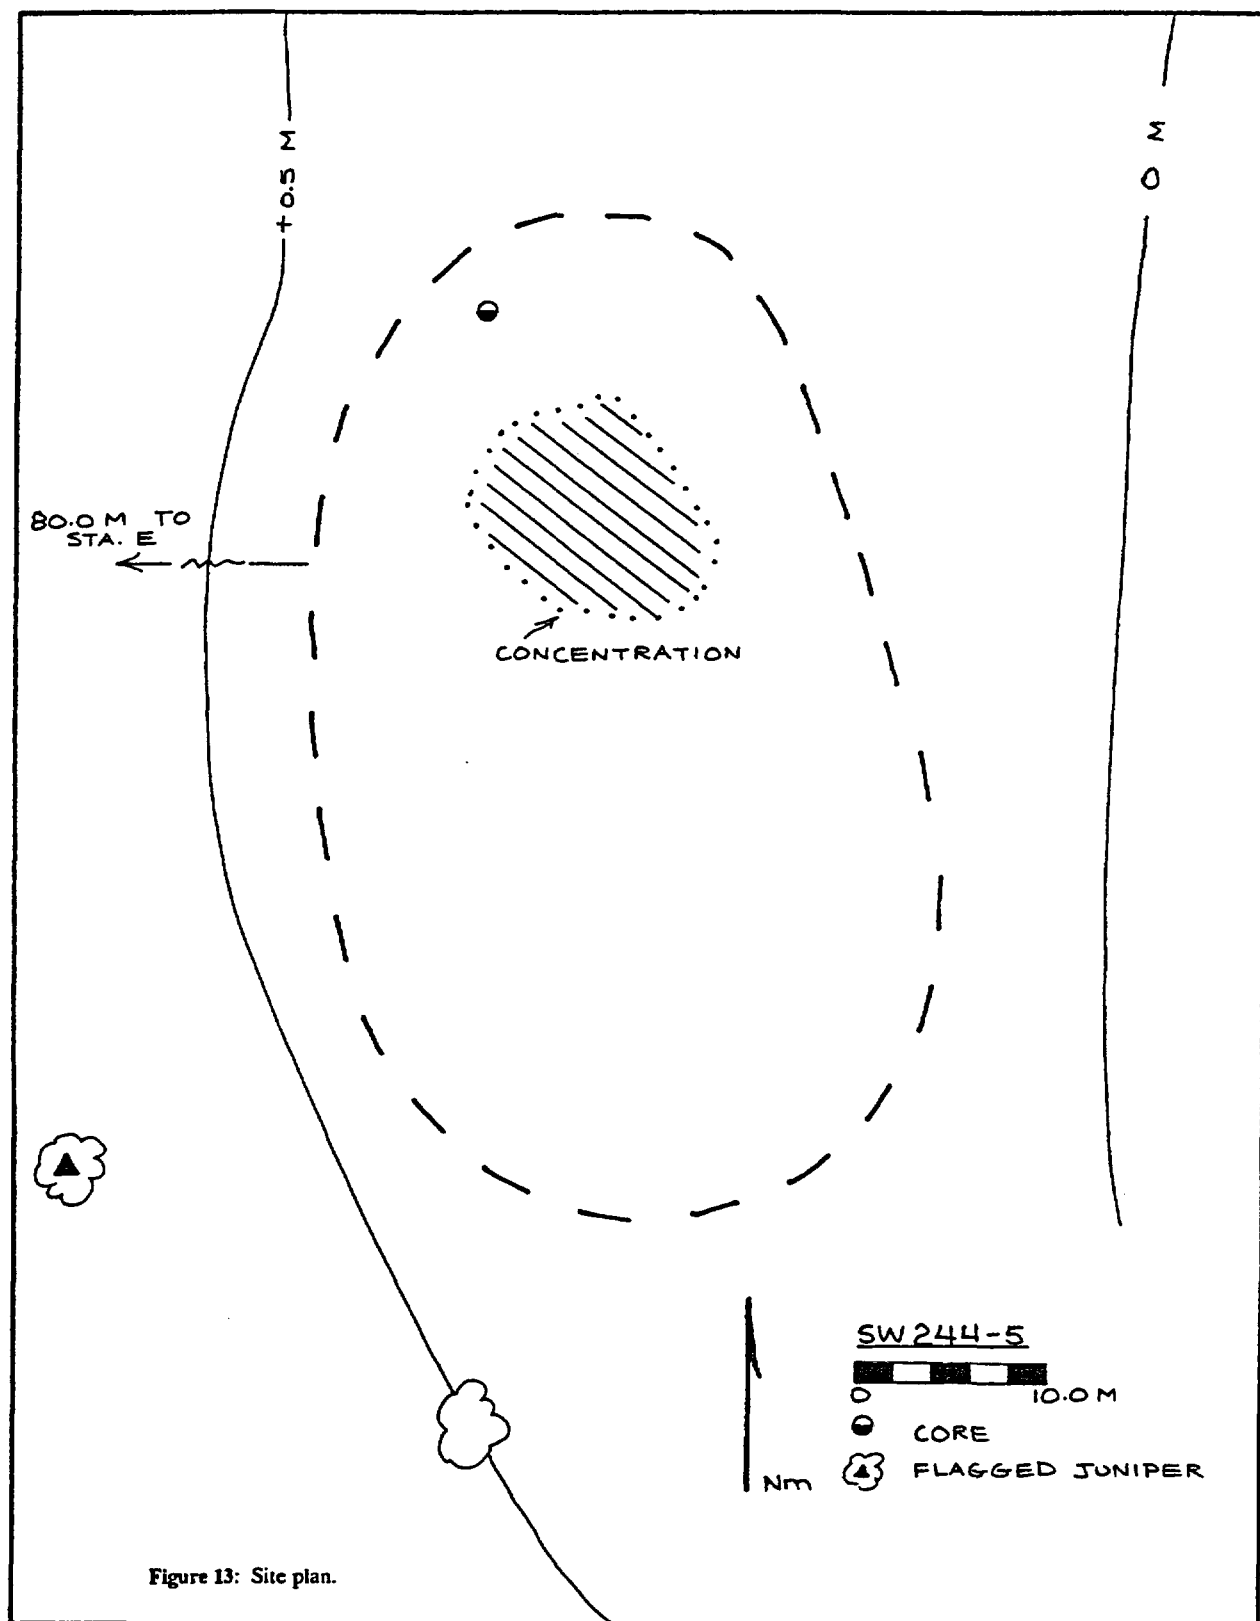 +0.5 M
0 M
80.0 M TO
STA. E
CONCENTRATION
SW244-5
0 10.0 M
CORE
FLAGGED JUNIPER
Nm
Figure 13: Site plan.